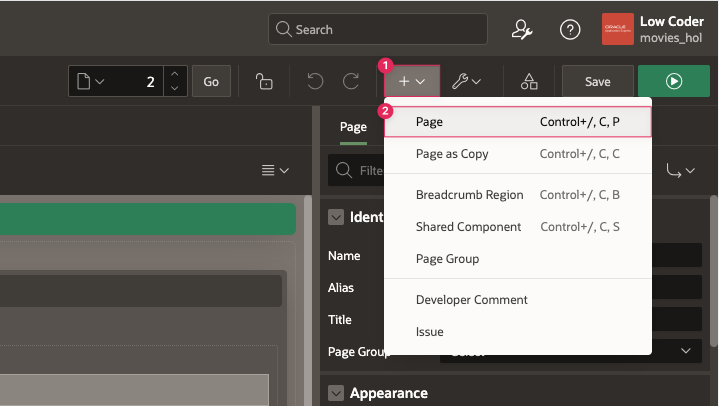 Search
Low Coder
movies_hol
ORACLE
2
Go
1
Save
2
Page
Page Control+/, C, P
Page as Copy Control+/, C, C
Filte
Breadcrumb Region Control+/, C, B
Ident
Shared Component Control+/, C, S
Name
Page Group
Alias
Developer Comment
Title
Issue
Page Group
Appearance